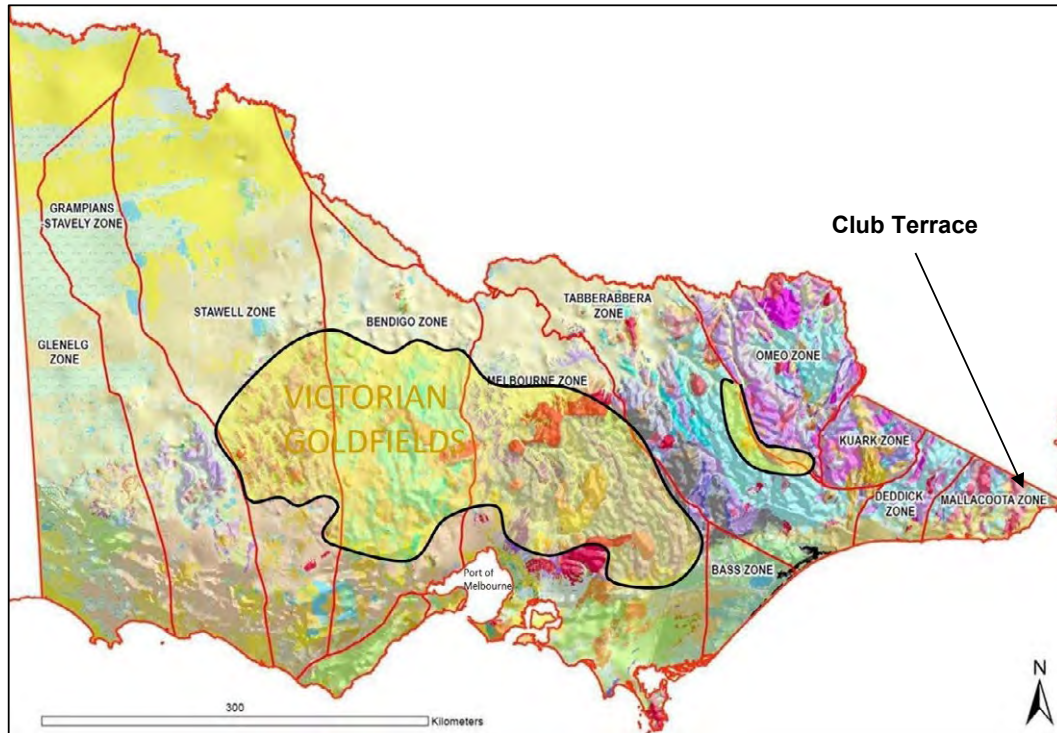 Club Terrace
GRAMPIANS
STAVELY ZONE
TABBERABBERA
ZONE
STAWELL ZONE
BENDIGO ZONE
OMEO ZONE
GLENELG
ZONE
MELBOURNE ZONE
VICTORIAN
GOLDFIELDS
KUARK ZONE
DEDDICK
ZONE
MALLACOOTA ZONE
BASS ZONE
Port of
Melbourne
N
300
Kilometers